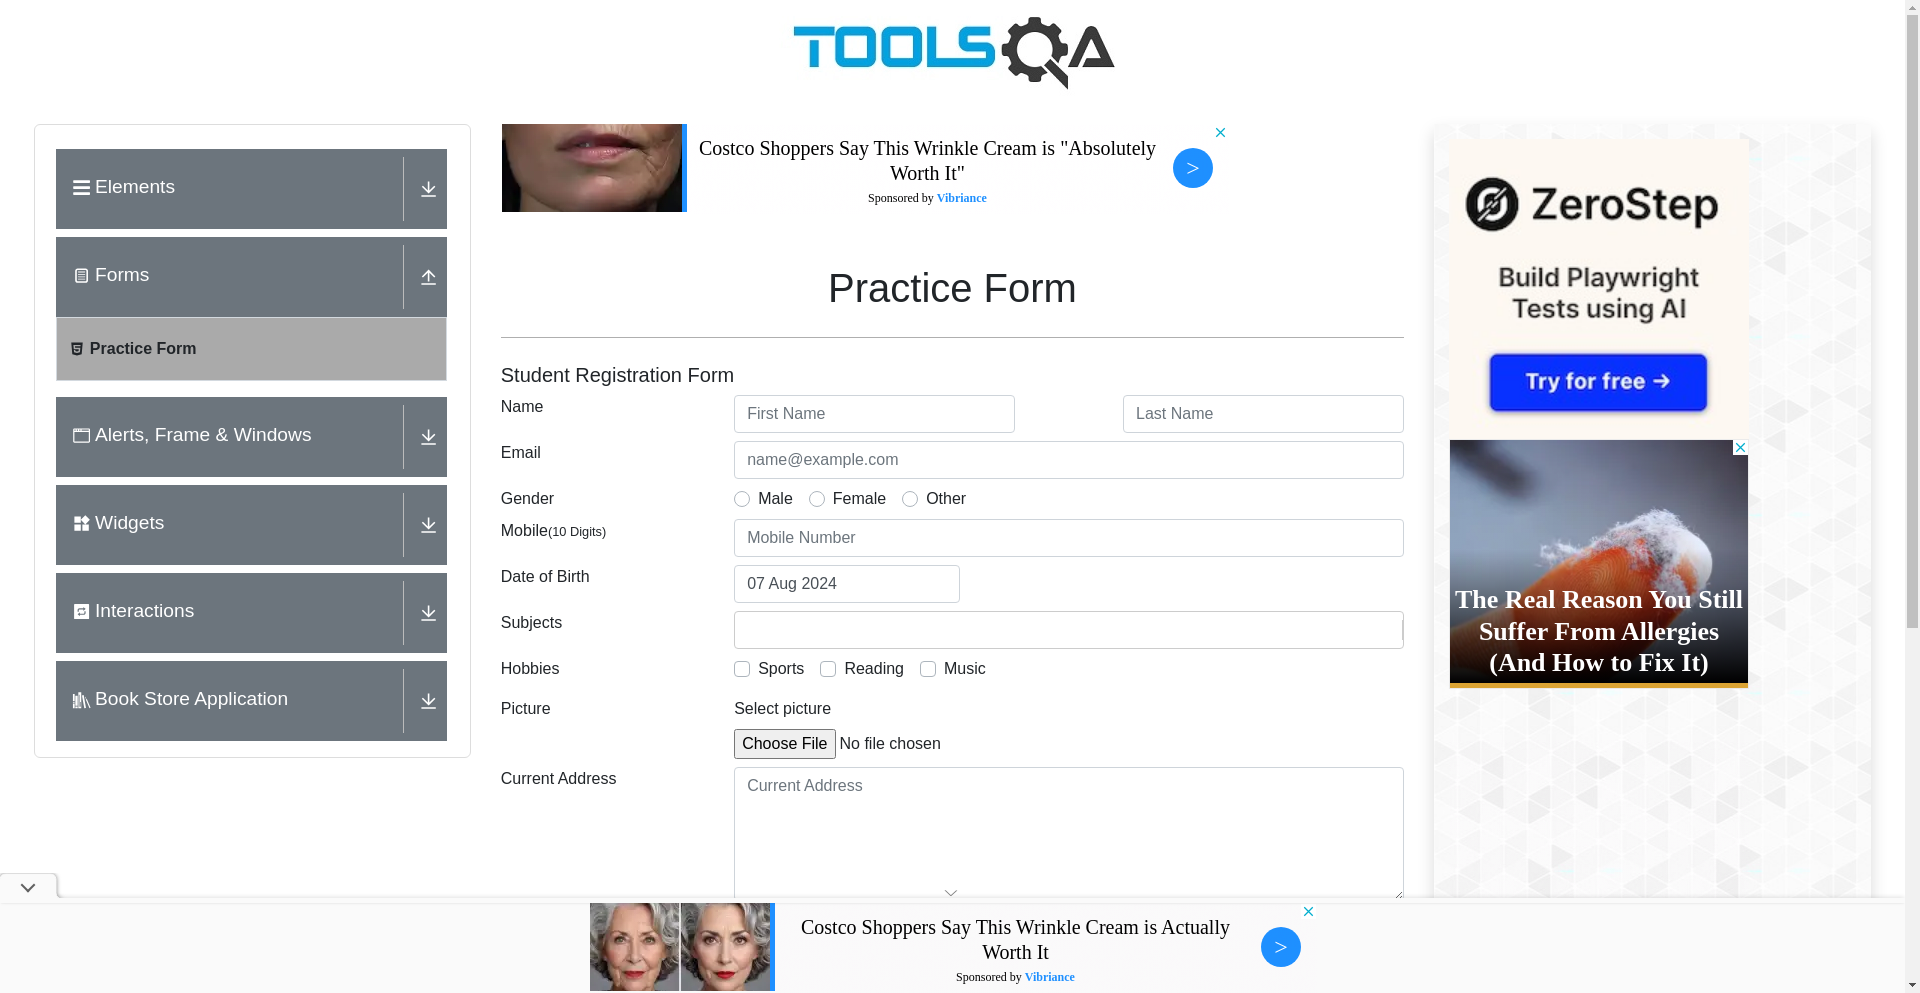 TOOLSQA
Elements
Forms
Practice Form
Alerts, Frame & Windows
Widgets
Interactions
Book Store Application
Costco Shoppers Say This Wrinkle Cream is "Absolutely
Worth It"
Sponsored by Vibriance
>
Practice Form
Student Registration Form
Name
First Name
Last Name
Email
name@example.com
Gender
Male
Female
Other
Mobile(10 Digits)
Mobile Number
Date of Birth
07 Aug 2024
Subjects
Hobbies
Sports
Reading
Music
Picture
Select picture
Choose File No file chosen
Current Address
Current Address
ZeroStep
Build Playwright
Tests using AI
Try for free →
The Real Reason You Still
Suffer From Allergies
(And How to Fix It)
Costco Shoppers Say This Wrinkle Cream is Actually
Worth It
Sponsored by Vibriance
>